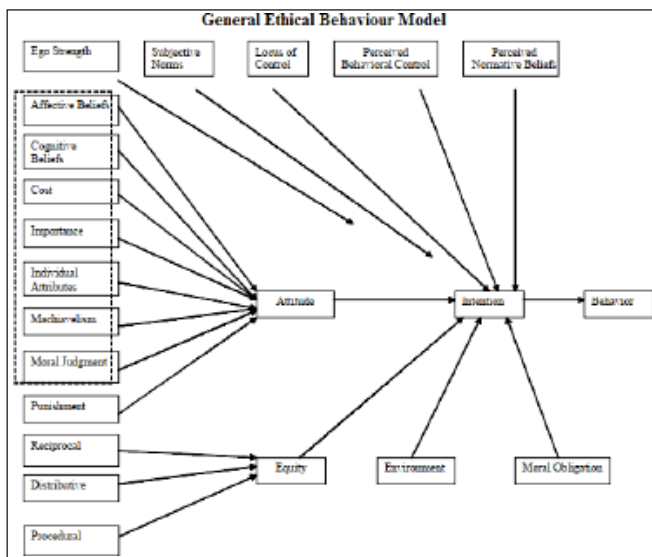 General Ethical Behaviour Model
Ego Strength
Subjective
Norms
Locus of
Control
Perceived
Behavioral Control
Perceived
Normative Beliefs
Affective Beliefs
Cognitive
Beliefs
Cost
Importance
Individual
Attributes
Machiavelism
Moral Judgment
Punishment
Reciprocal
Distributive
Procedural
Attitude
Intention
Behavior
Equity
Environment
Moral Obligation